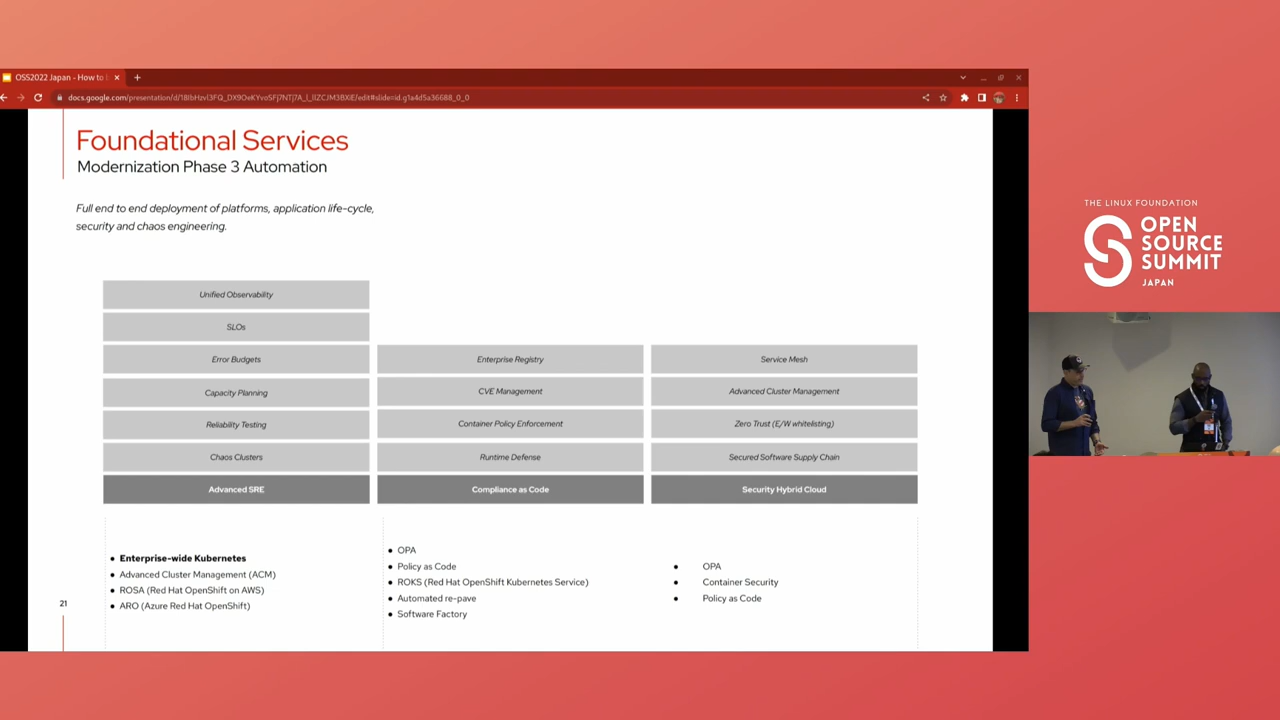 OSS2022 Japan - How to
Foundational Services
Modernization Phase 3 Automation
Full end to end deployment of platforms, application life-cycle,
security and chaos engineering.
Unified Observability
SLOs
Error Budgets
Capacity Planning
Reliability Testing
Chaos Clusters
Advanced SRE
Enterprise Registry
CVE Management
Container Policy Enforcement
Runtime Defense
Compliance as Code
Service Mesh
Advanced Cluster Management
Zero Trust (E/W whitelisting)
Secured Software Supply Chain
Security Hybrid Cloud
• Enterprise-wide Kubernetes
• Advanced Cluster Management (ACM)
• ROSA (Red Hat OpenShift on AWS)
• ARO (Azure Red Hat OpenShift)
• OPA
• Policy as Code
• ROKS (Red Hat OpenShift Kubernetes Service)
• Automated re-pave
• Software Factory
• OPA
• Container Security
• Policy as Code
21
THE LINUX FOUNDATION
OPEN
SOURCE
SUMMIT
JAPAN